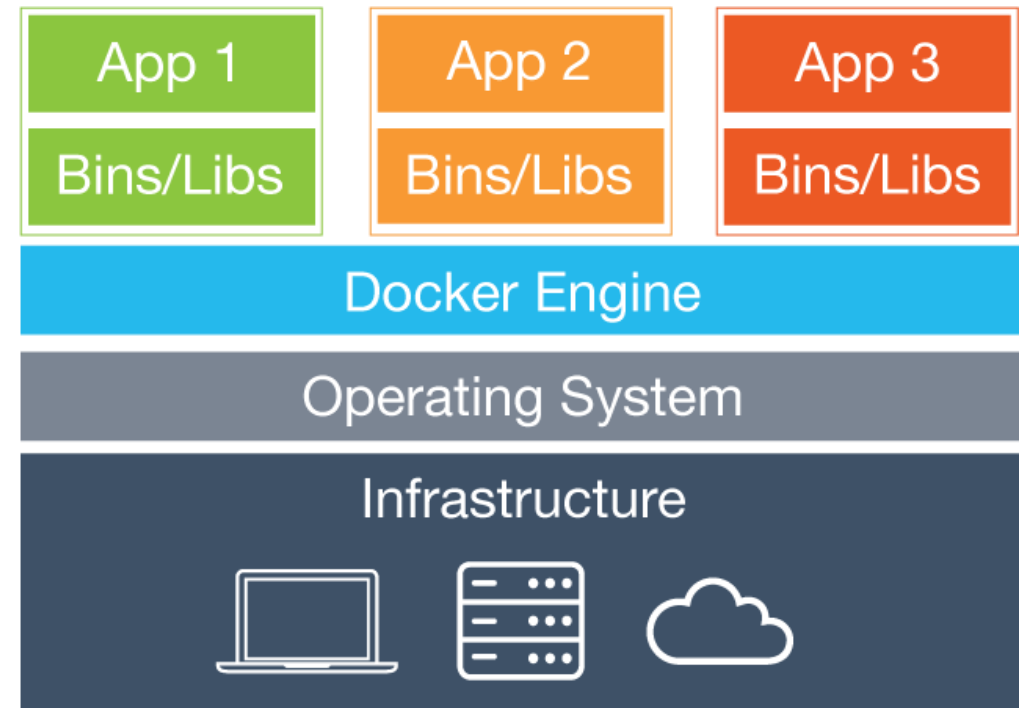 App 1
App 2
App 3
Bins/Libs
Bins/Libs
Bins/Libs
Docker Engine
Operating System
Infrastructure